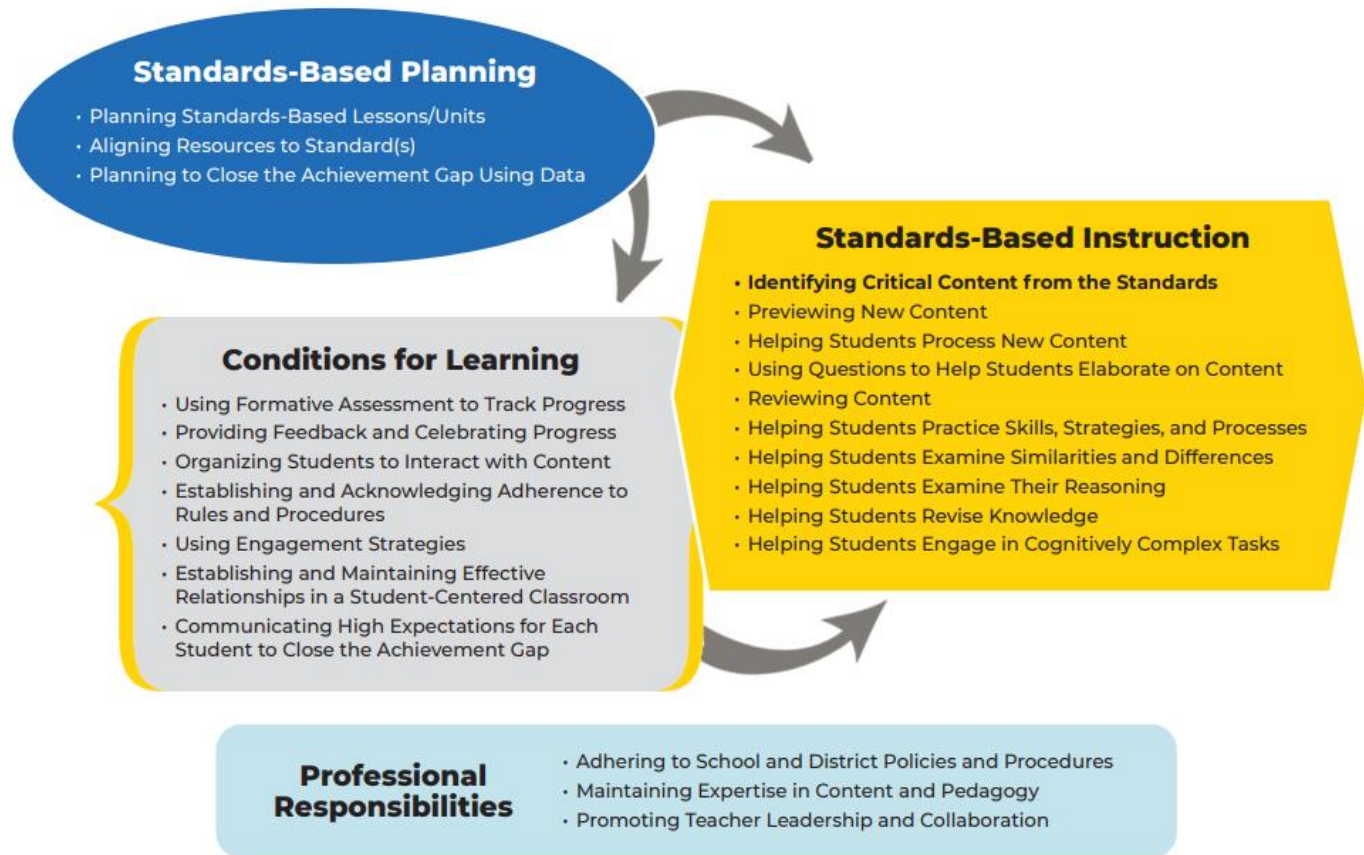 Standards-Based Planning
• Planning Standards-Based Lessons/Units
• Aligning Resources to Standard(s)
• Planning to Close the Achievement Gap Using Data
Standards-Based Instruction
• Identifying Critical Content from the Standards
• Previewing New Content
• Helping Students Process New Content
• Using Questions to Help Students Elaborate on Content
• Reviewing Content
• Helping Students Practice Skills, Strategies, and Processes
• Helping Students Examine Similarities and Differences
• Helping Students Examine Their Reasoning
• Helping Students Revise Knowledge
• Helping Students Engage in Cognitively Complex Tasks
Conditions for Learning
• Using Formative Assessment to Track Progress
• Providing Feedback and Celebrating Progress
• Organizing Students to Interact with Content
• Establishing and Acknowledging Adherence to
Rules and Procedures
• Using Engagement Strategies
• Establishing and Maintaining Effective
Relationships in a Student-Centered Classroom
• Communicating High Expectations for Each
Student to Close the Achievement Gap
Professional
Responsibilities
• Adhering to School and District Policies and Procedures
• Maintaining Expertise in Content and Pedagogy
• Promoting Teacher Leadership and Collaboration